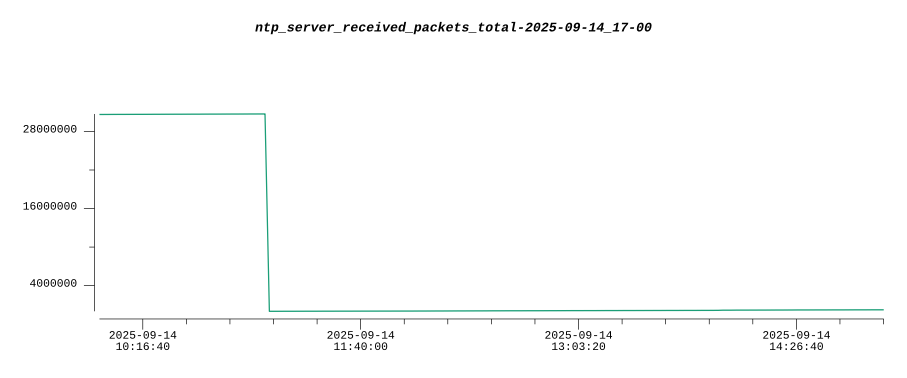 ntp_server_received_packets_total-2025-09-14_17-00
28000000
16000000
4000000
2025-09-14 2025-09-14 2025-09-14 2025-09-14
10:16:40 11:40:00 13:03:20 14:26:40